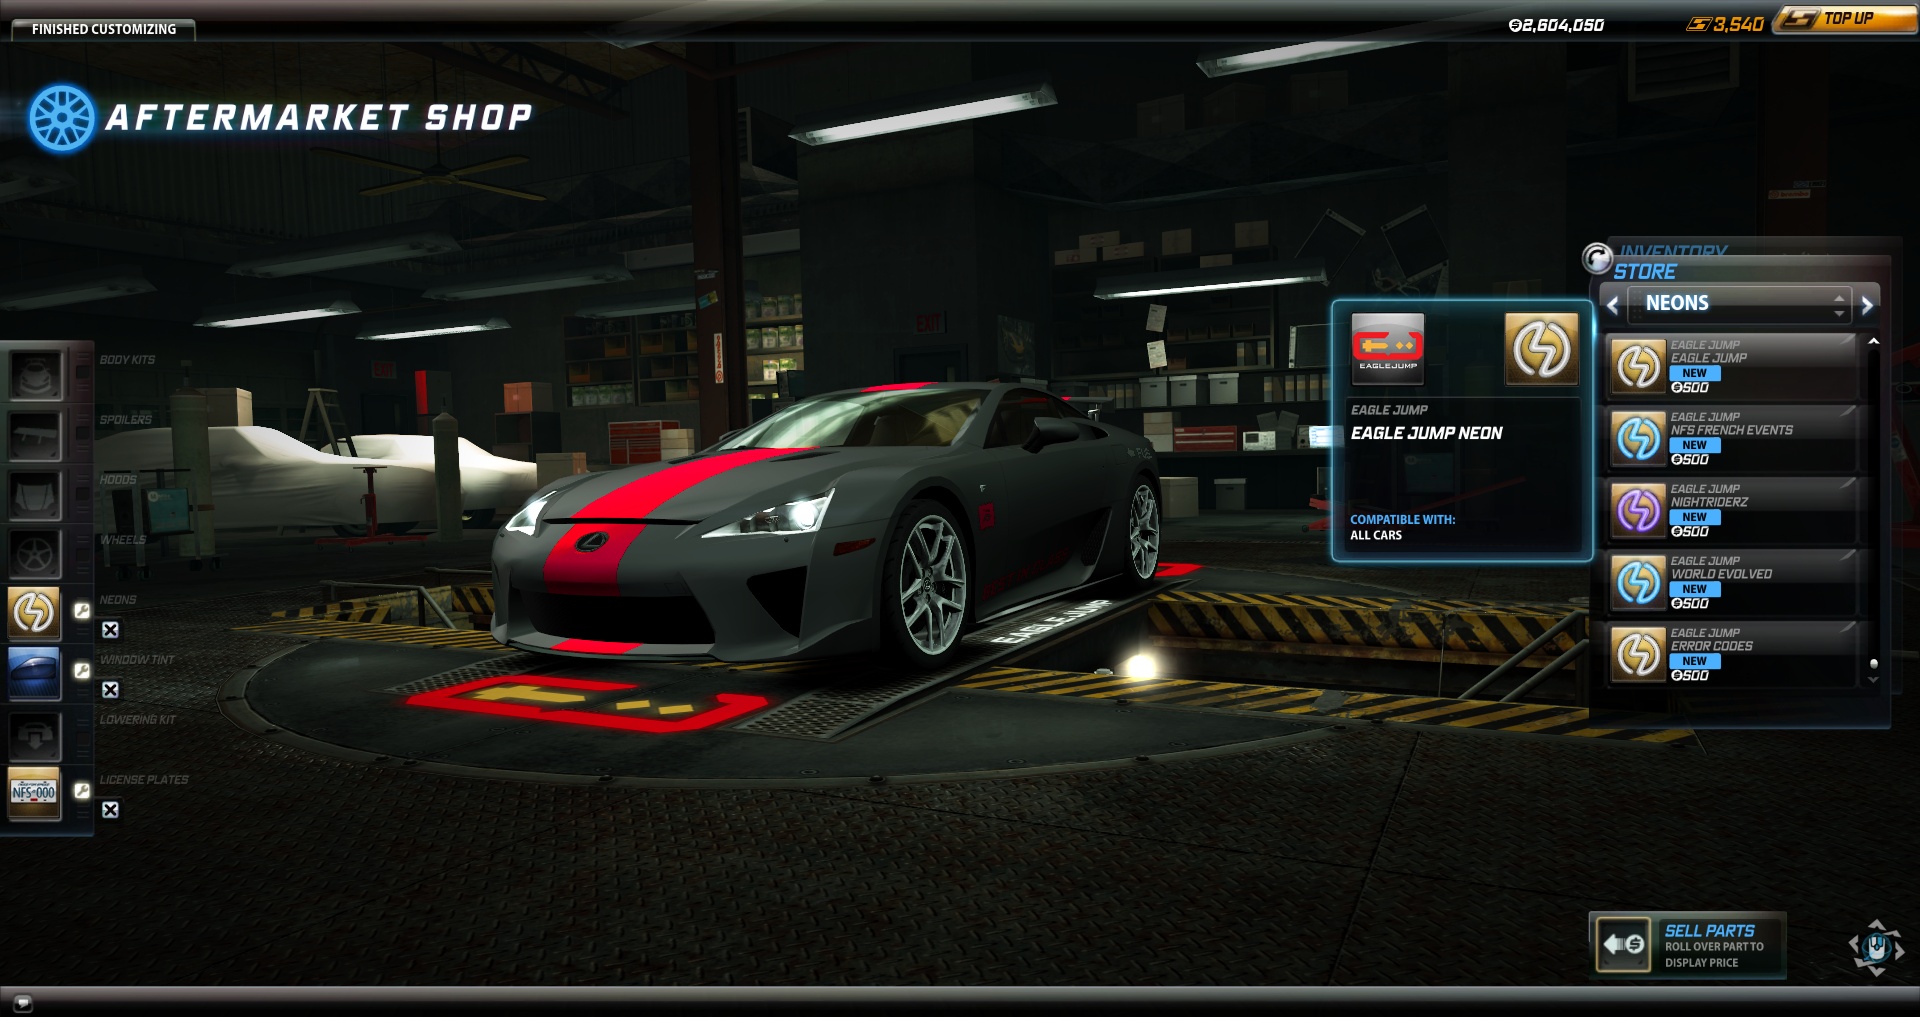 FINISHED CUSTOMIZING
2,604,050
3,540
TOP UP
AFTERMARKET SHOP
INVENTORY
STORE
NEONS
EXIT
EXIT
BODY KITS
SPOILERS
HOODS
WHEELS
NEONS
WINDOW TINT
LOWERING KIT
LICENSE PLATES
NFS*000
EAGLEJUMP
EAGLEJUMP
EAGLE JUMP
EAGLE JUMP NEON
COMPATIBLE WITH:
ALL CARS
EAGLE JUMP
EAGLE JUMP
NEW
500
EAGLE JUMP
NFS FRENCH EVENTS
NEW
500
EAGLE JUMP
NIGHTRIDERZ
NEW
500
EAGLE JUMP
WORLD EVOLVED
NEW
500
EAGLE JUMP
ERROR CODES
NEW
500
SELL PARTS
ROLL OVER PART TO
DISPLAY PRICE